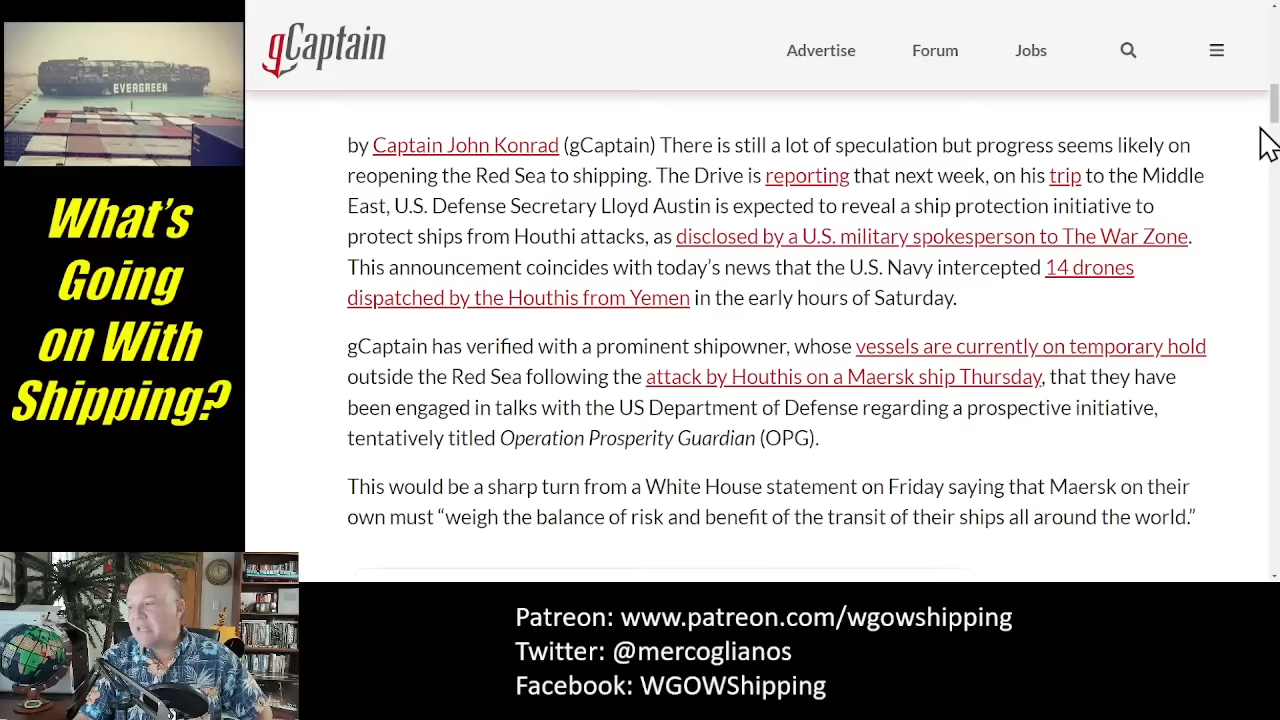 gCaptain
Advertise
Forum
Jobs
EVERGREEN
What's
Going
on With
Shipping?
by Captain John Konrad (gCaptain) There is still a lot of speculation but progress seems likely on
reopening the Red Sea to shipping. The Drive is reporting that next week, on his trip to the Middle
East, U.S. Defense Secretary Lloyd Austin is expected to reveal a ship protection initiative to
protect ships from Houthi attacks, as disclosed by a U.S. military spokesperson to The War Zone.
This announcement coincides with today’s news that the U.S. Navy intercepted 14 drones
dispatched by the Houthis from Yemen in the early hours of Saturday.
gCaptain has verified with a prominent shipowner, whose vessels are currently on temporary hold
outside the Red Sea following the attack by Houthis on a Maersk ship Thursday, that they have
been engaged in talks with the US Department of Defense regarding a prospective initiative,
tentatively titled Operation Prosperity Guardian (OPG).
This would be a sharp turn from a White House statement on Friday saying that Maersk on their
own must “weigh the balance of risk and benefit of the transit of their ships all around the world.”
Patreon: www.patreon.com/wgowshipping
Twitter: @mercoglianos
Facebook: WGOWShipping